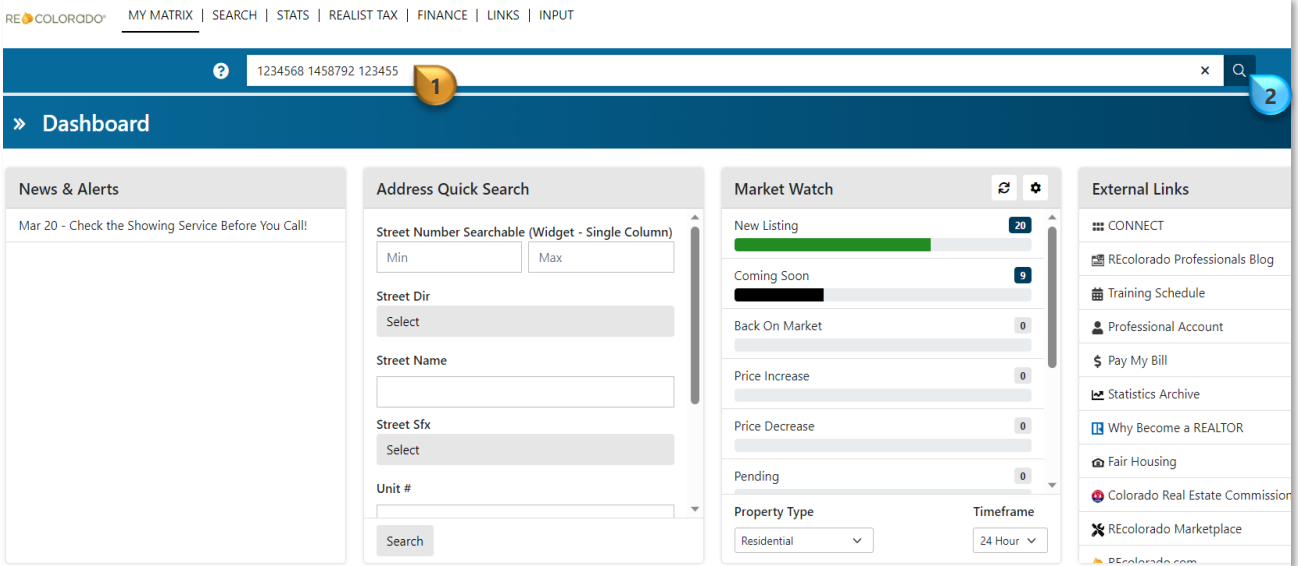 RECOLORADO® MY MATRIX | SEARCH | STATS | REALIST TAX | FINANCE | LINKS | INPUT
? 1234568 1458792 123455 ×
1
2
» Dashboard
News & Alerts
Mar 20 - Check the Showing Service Before You Call!
Address Quick Search
Street Number Searchable (Widget - Single Column)
Min Max
Street Dir
Select
Street Name
Street Sfx
Select
Unit #
Search
Market Watch
New Listing 20
Coming Soon 9
Back On Market 0
Price Increase 0
Price Decrease 0
Pending 0
Property Type Timeframe
Residential 24 Hour
External Links
CONNECT
REcolorado Professionals Blog
Training Schedule
Professional Account
$ Pay My Bill
Statistics Archive
R Why Become a REALTOR
Fair Housing
Colorado Real Estate Commission
REcolorado Marketplace
REcolorado.com